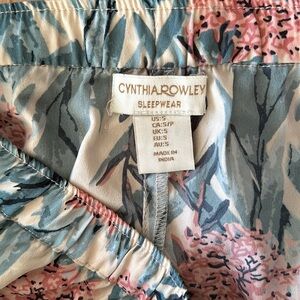 CYNTHIA ROWLEY
SLEEPWEAR
US:S
CA:S/P
UK:S
EU:S
AU:S
MADE IN
INDIA